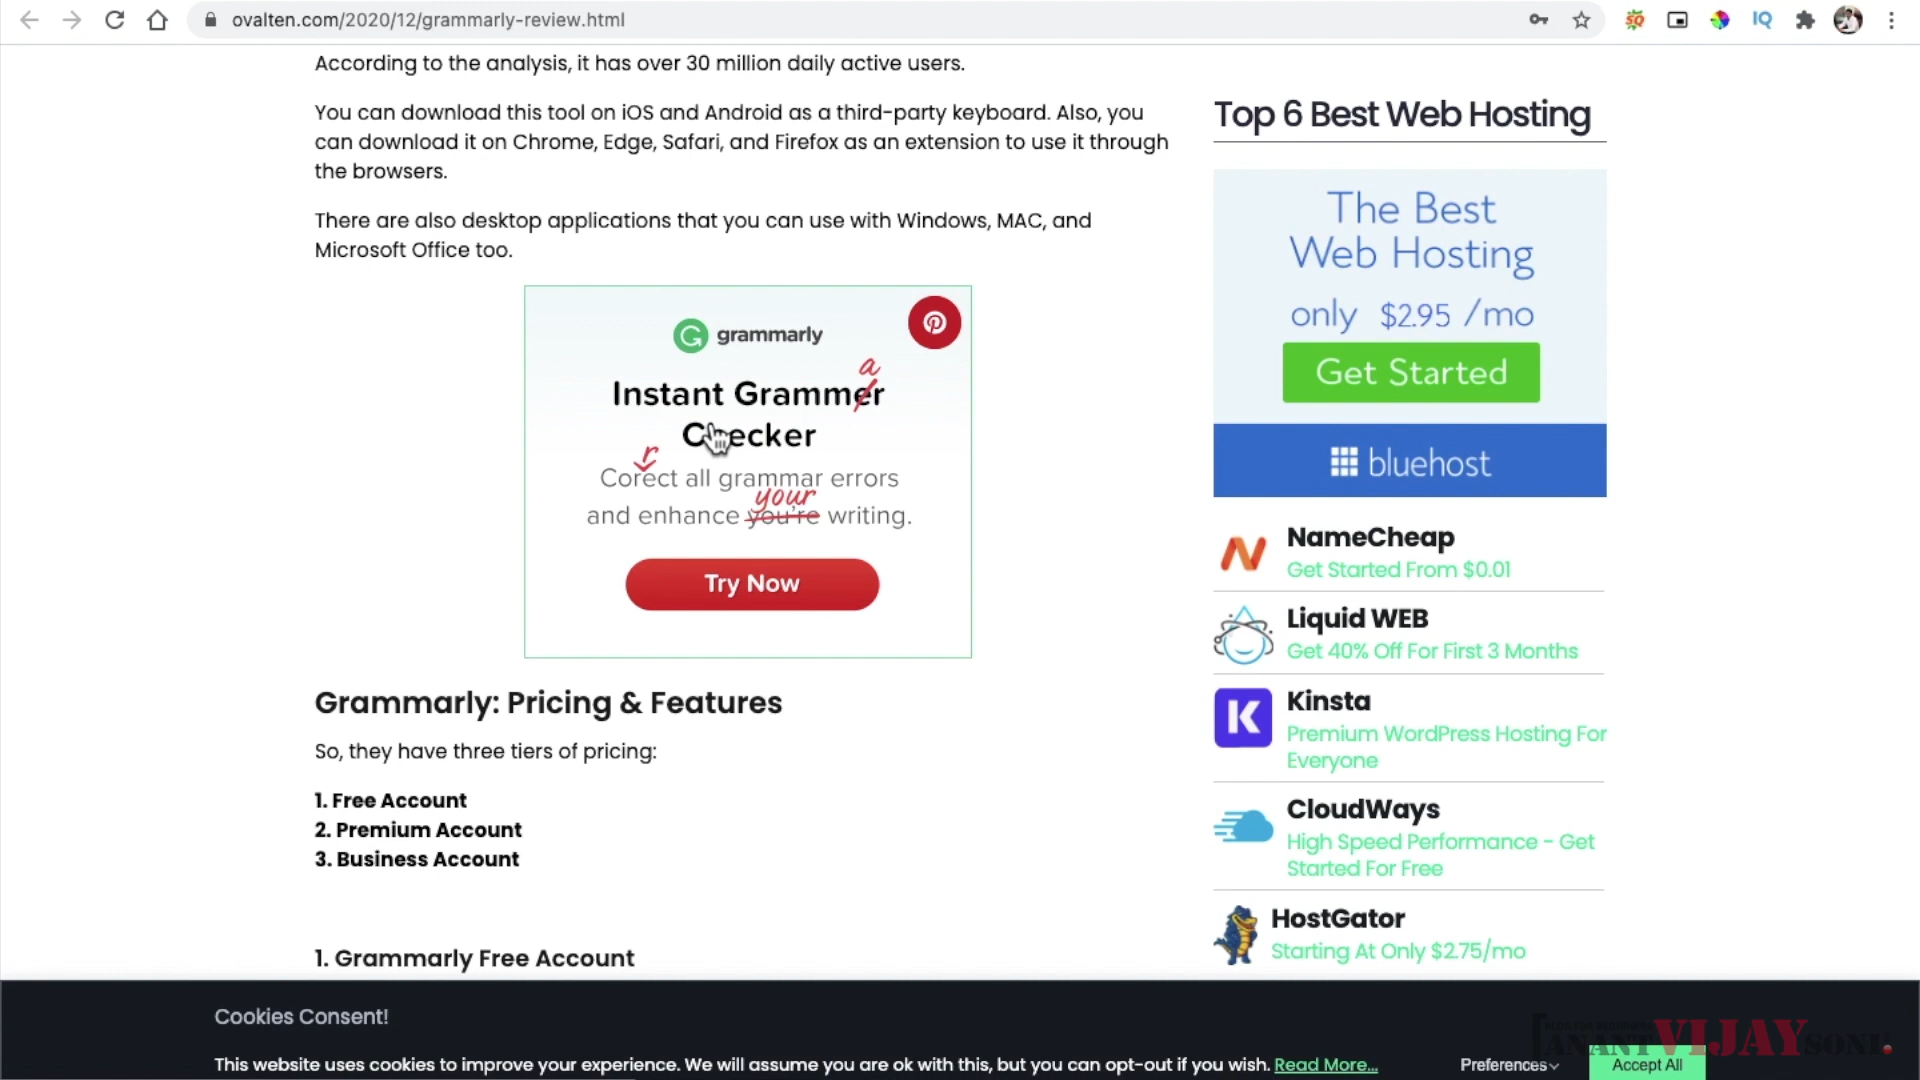 ovalten.com/2020/12/grammarly-review.html
According to the analysis, it has over 30 million daily active users.
You can download this tool on iOS and Android as a third-party keyboard. Also, you
can download it on Chrome, Edge, Safari, and Firefox as an extension to use it through
the browsers.
There are also desktop applications that you can use with Windows, MAC, and
Microsoft Office too.
grammarly
a
Instant Grammer
Checker
r
Corect all grammar errors
your
and enhance you're writing.
Try Now
Grammarly: Pricing & Features
So, they have three tiers of pricing:
1. Free Account
2. Premium Account
3. Business Account
1. Grammarly Free Account
Top 6 Best Web Hosting
The Best
Web Hosting
only $2.95 /mo
Get Started
bluehost
NameCheap
Get Started From $0.01
Liquid WEB
Get 40% Off For First 3 Months
Kinsta
Premium WordPress Hosting For
Everyone
CloudWays
High Speed Performance - Get
Started For Free
HostGator
Starting At Only $2.75/mo
Cookies Consent!
This website uses cookies to improve your experience. We will assume you are ok with this, but you can opt-out if you wish. Read More...
Preferences
Accept All
ANANT VIJAY SONI
SQ
IQ